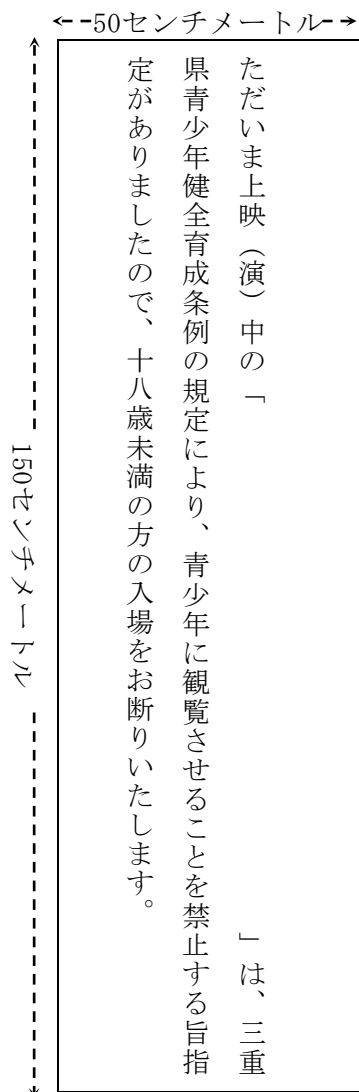 50センチメートル
ただいま上映（演）中の「　　　　　　　　　　　　」は、三重
県青少年健全育成条例の規定により、青少年に観覧させることを禁止する旨指
定がありましたので、十八歳未満の方の入場をお断りいたします。
150センチメートル